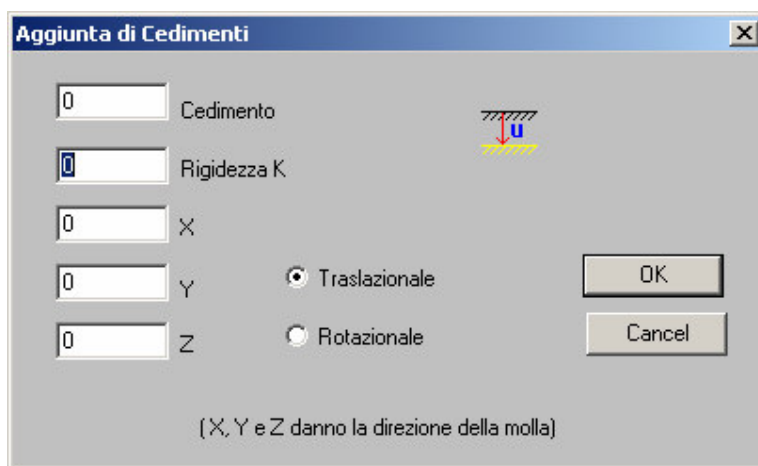 Aggiunta di Cedimenti
0 Cedimento
u
0 Rigidezza K
0 X
0 Y
Traslazionale
OK
0 Z
Rotazionale
Cancel
(X, Y e Z danno la direzione della molla)